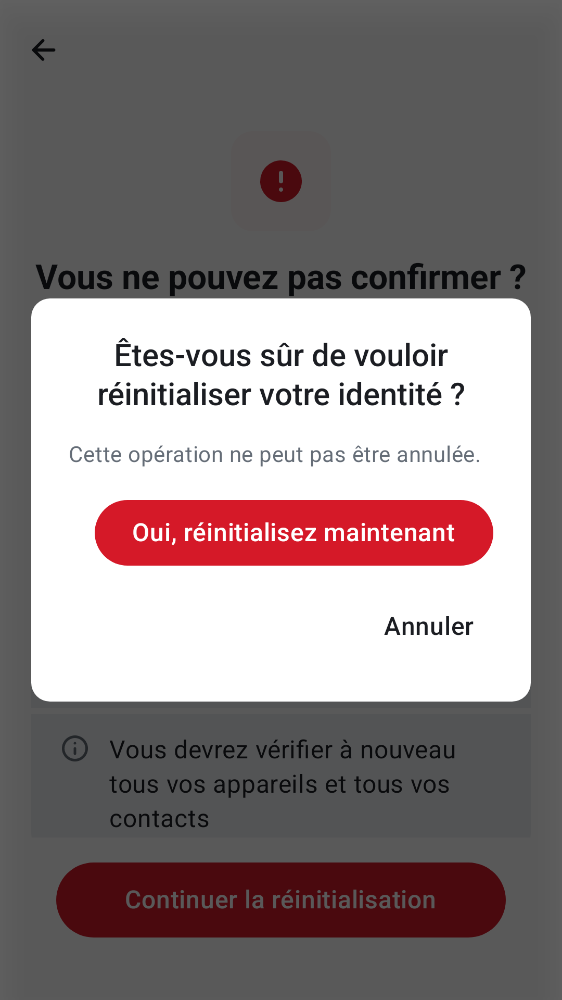 Vous ne pouvez pas confirmer ?
Êtes-vous sûr de vouloir
réinitialiser votre identité ?
Cette opération ne peut pas être annulée.
Oui, réinitialisez maintenant
Annuler
Vous devrez vérifier à nouveau
tous vos appareils et tous vos
contacts
Continuer la réinitialisation